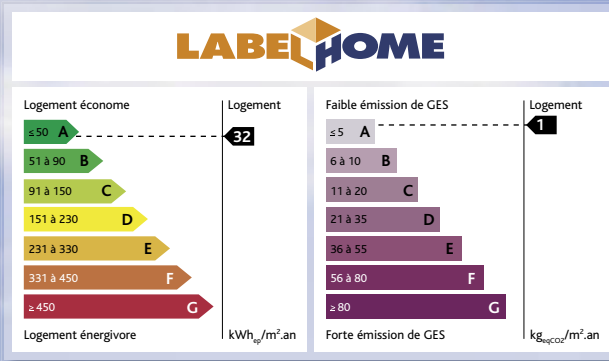 LABEL HOME
Logement économe Logement
≤ 50 A 32
51 à 90 B
91 à 150 C
151 à 230 D
231 à 330 E
331 à 450 F
≥ 450 G
Logement énergivore kWhep/m².an
Faible émission de GES Logement
≤ 5 A 1
6 à 10 B
11 à 20 C
21 à 35 D
36 à 55 E
56 à 80 F
≥ 80 G
Forte émission de GES kgeqCO2/m².an